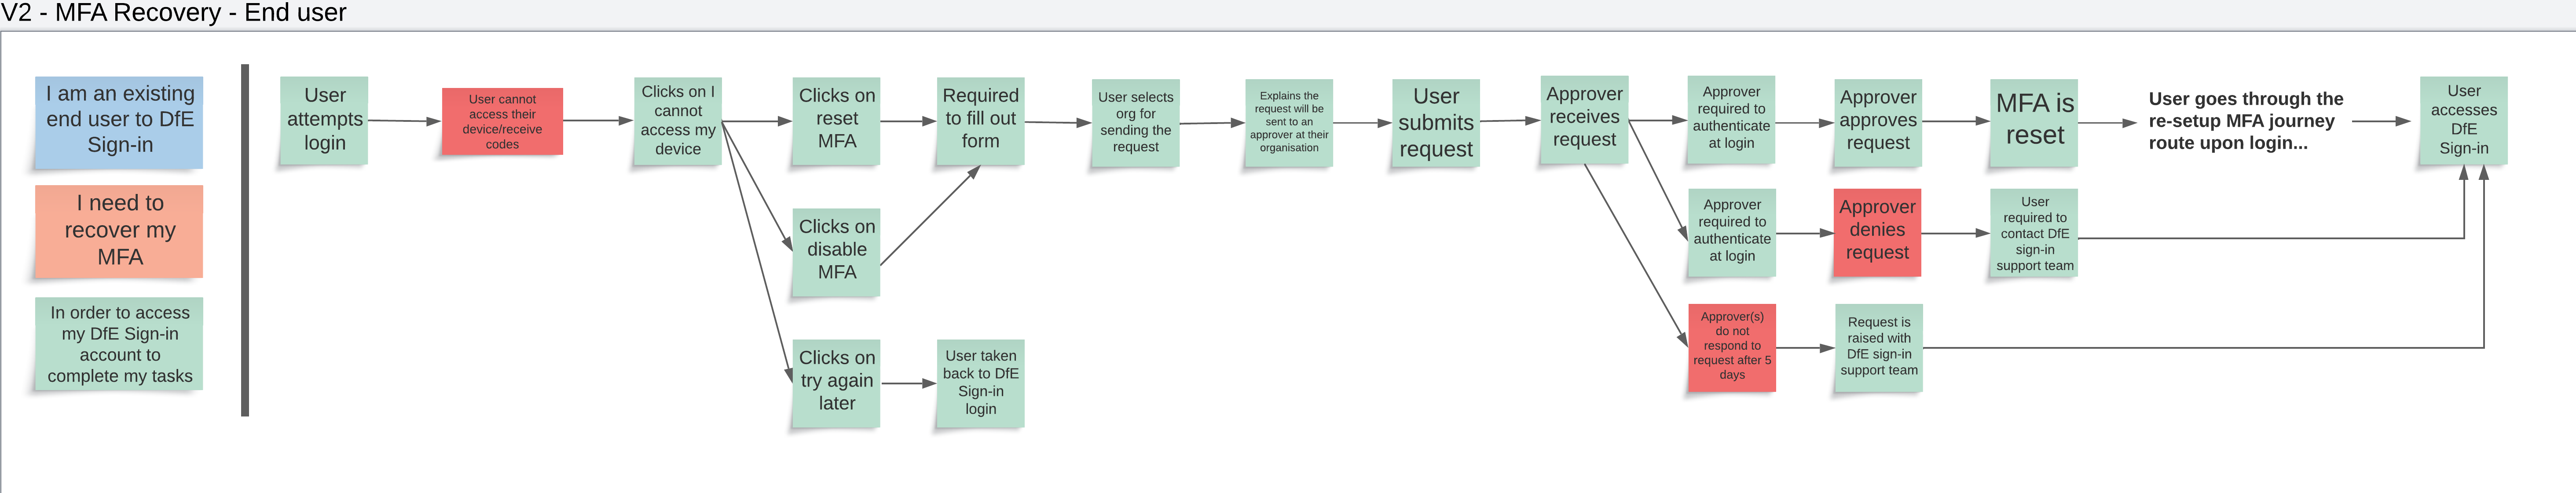 V2 - MFA Recovery - End user
I am an existing
end user to DfE
Sign-in
I need to
recover my
MFA
In order to access
my DfE Sign-in
account to
complete my tasks
User
attempts
login
User cannot
access their
device/receive
codes
Clicks on I
cannot
access my
device
Clicks on
reset
MFA
Clicks on
disable
MFA
Clicks on
try again
later
Required
to fill out
form
User taken
back to DfE
Sign-in
login
User selects
org for
sending the
request
Explains the
request will be
sent to an
approver at their
organisation
User
submits
request
Approver
receives
request
Approver
required to
authenticate
at login
Approver
approves
request
MFA is
reset
User goes through the
re-setup MFA journey
route upon login...
User
accesses
DfE
Sign-in
Approver
required to
authenticate
at login
Approver
denies
request
User
required to
contact DfE
sign-in
support team
Approver(s)
do not
respond to
request after 5
days
Request is
raised with
DfE sign-in
support team